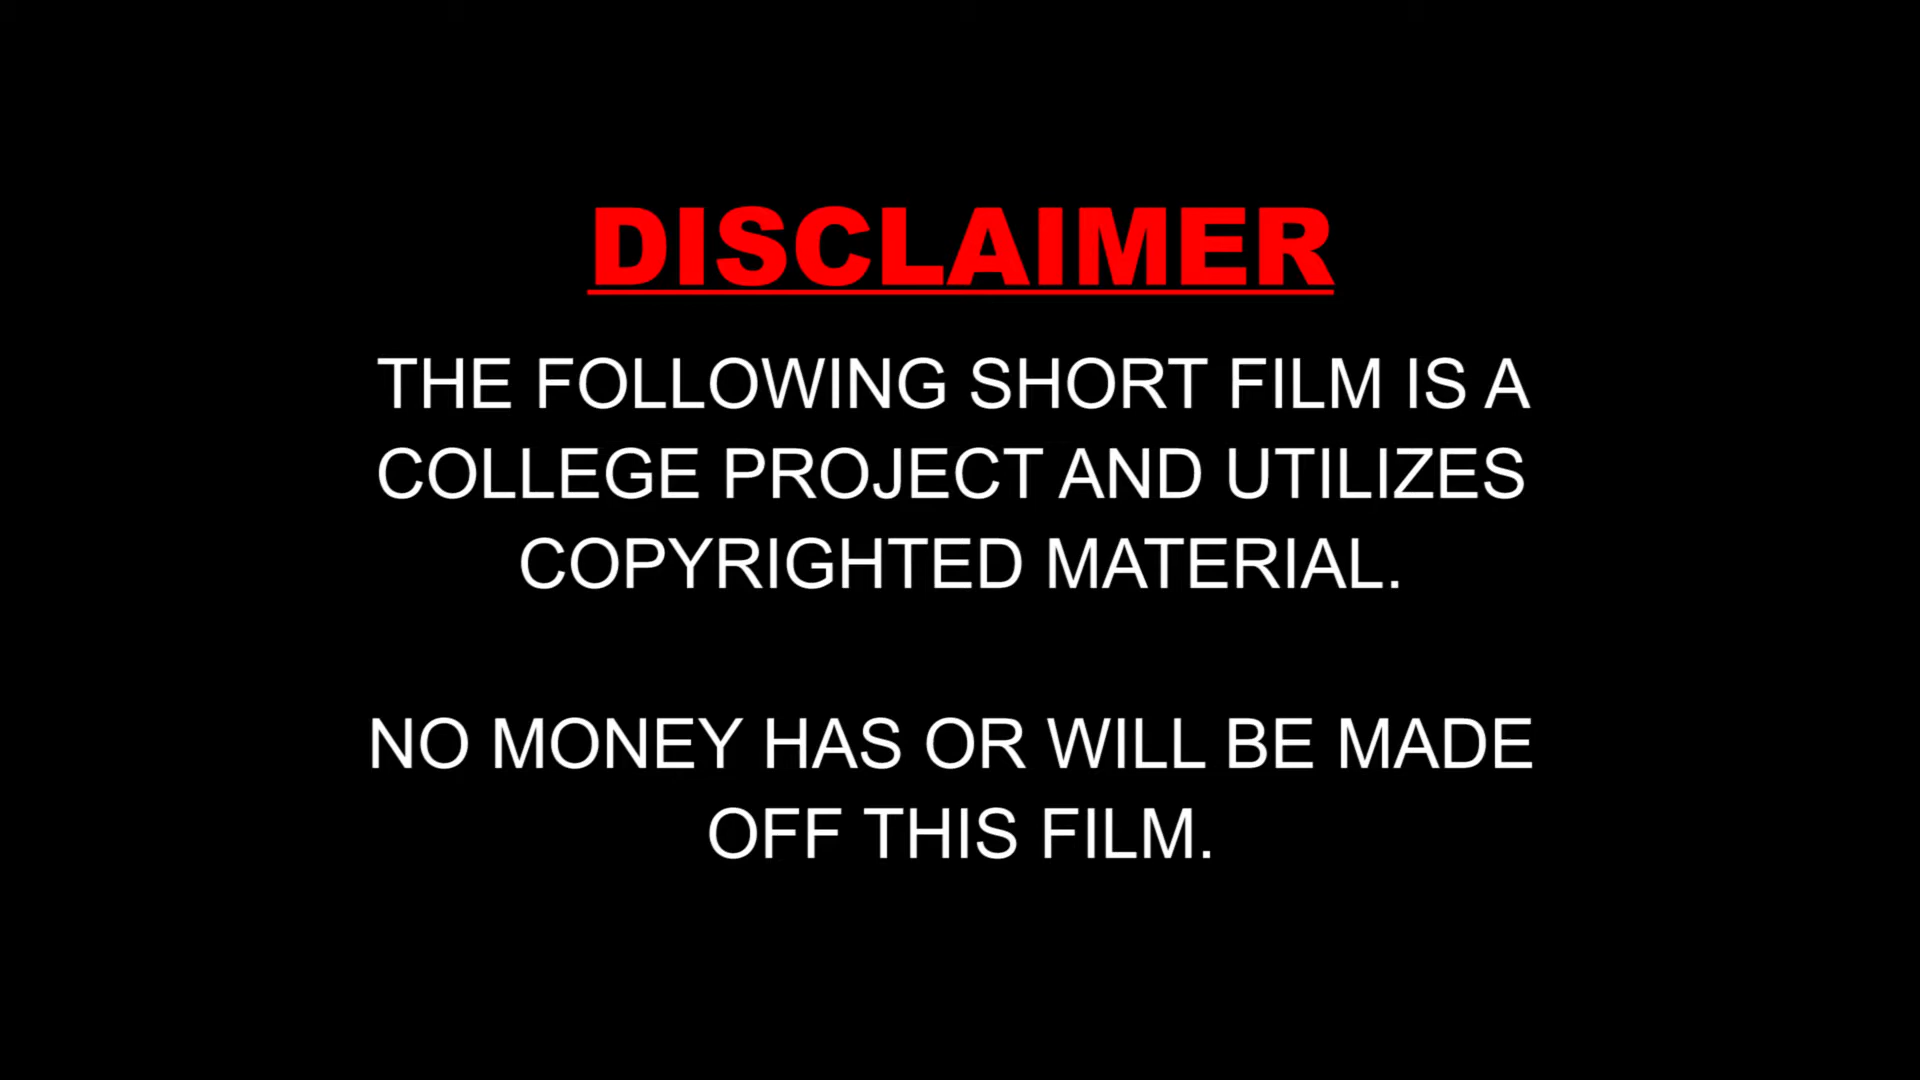 DISCLAIMER
THE FOLLOWING SHORT FILM IS A
COLLEGE PROJECT AND UTILIZES
COPYRIGHTED MATERIAL.
NO MONEY HAS OR WILL BE MADE
OFF THIS FILM.